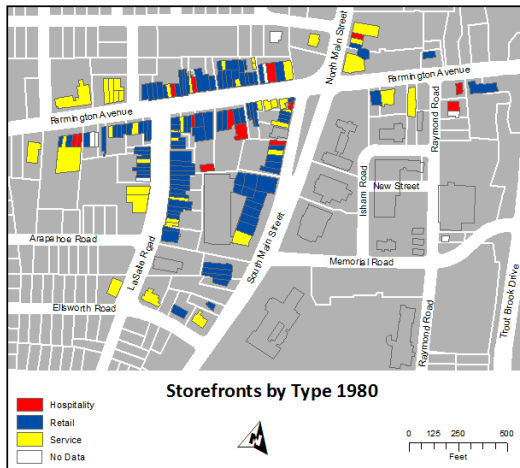 North Main Street
Farmington Avenue
Farmington Avenue
Raymond Road
Isham Road
New Street
Arapahoe Road
LaSalle Road
South Main Street
Memorial Road
Ellsworth Road
Raymond Road
Trout Brook Drive
Storefronts by Type 1980
Hospitality
Retail
Service
No Data
N
0 125 250 500
Feet